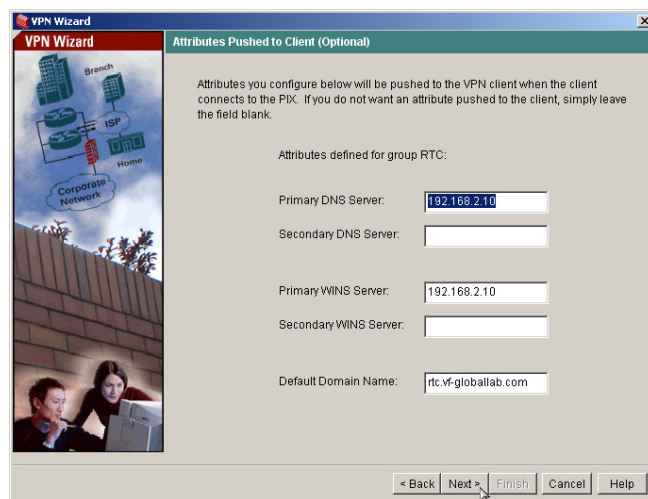 VPN Wizard
VPN Wizard
Branch
ISP
Home
Corporate
Network
Attributes Pushed to Client (Optional)
Attributes you configure below will be pushed to the VPN client when the client
connects to the PIX. If you do not want an attribute pushed to the client, simply leave
the field blank.
Attributes defined for group RTC:
Primary DNS Server: 192.168.2.10
Secondary DNS Server:
Primary WINS Server: 192.168.2.10
Secondary WINS Server:
Default Domain Name: rtc.vf-globallab.com
< Back Next > Finish Cancel Help